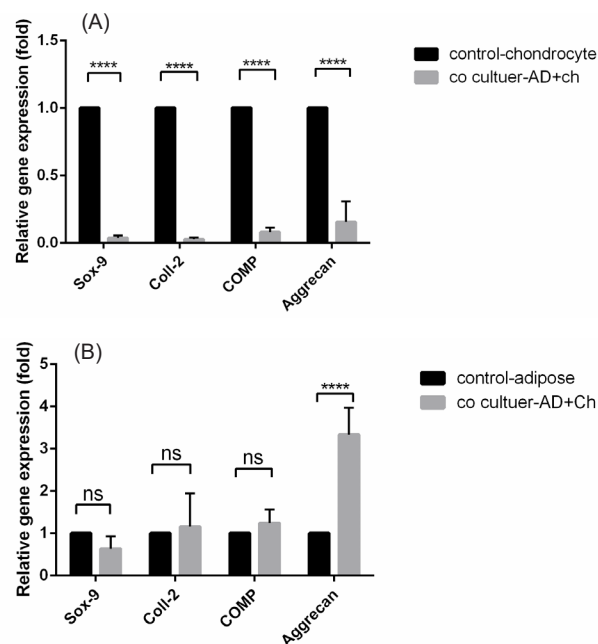 (A)
Relative gene expression (fold)
1.5
1.0
0.5
0.0
**** **** **** ****
Sox-9 Coll-2 COMP Aggrecan
control-chondrocyte
co cultuer-AD+ch
(B)
Relative gene expression (fold)
5
4
3
2
1
0
ns ns ns ****
Sox-9 Coll-2 COMP Aggrecan
control-adipose
co cultuer-AD+Ch